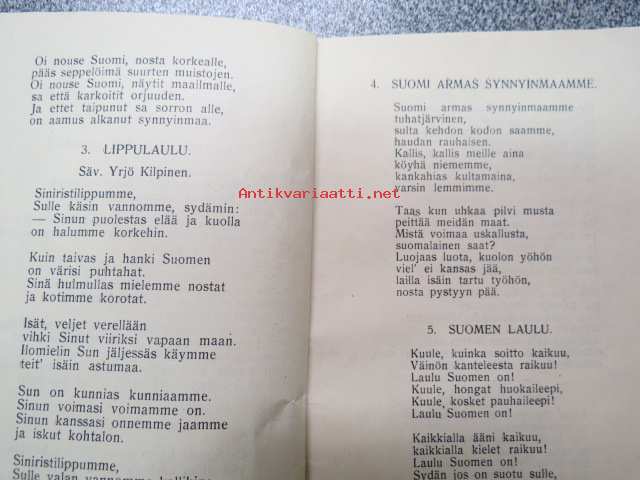 Oi nouse Suomi, nosta korkealle,
pääs seppelöimä suurten muistojen.
Oi nouse Suomi, näytit maailmalle,
sa että karkoitit orjuuden.
Ja ettet taipunut sa sorron alle,
on aamus alkanut synnyinmaa.
3. LIPPULAULU.
Säv. Yrjö Kilpinen.
Siniristilippumme,
Sulle käsin vannomme, sydämin:
— Sinun puolestas elää ja kuolla
on halumme korkehin.
Kuin taivas ja hanki Suomen
on värisi puhtahat.
Sinä hulmullas mielemme nostat
ja kotimme korotat.
Isät, veljet verellään
vihki Sinut viiriksi vapaan maan.
Ilomielin Sun jäljessäs käymme
teit' isäin astumaa.
Sun on kunnias kunniaamme.
Sinun voimasi voimamme on.
Sinun kanssasi onnemme jaamme
ja iskut kohtalon.
Siniristilippumme,
Sulle valan vannomme kallihin:
4. SUOMI ARMAS SYNNYINMAAMME.
Suomi armas synnyinmaamme
tuhatjärvinen,
sulta kehdon kodon saamme,
haudan rauhaisen.
Kallis, kallis meille aina
köyhä niememme,
kankahias kultamaina,
varsin lemmimme.
Taas kun uhkaa pilvi musta
peittää meidän maat.
Mistä voimaa uskallusta,
suomalainen saat?
Luojaas luota, kuolon yöhön
viel' ei kansas jää,
lailla isäin tartu työhön,
nosta pystyyn pää.
5. SUOMEN LAULU.
Kuule, kuinka soitto kaikuu,
Väinön kanteleesta raikuu!
Laulu Suomen on!
Kuule, hongat huokaileepi,
Kuule, kosket pauhaileepi!
Laulu Suomen on!
Kaikkialla ääni kaikuu,
kaikkialla kielet raikuu!
Laulu Suomen on!
Sydän jos on suotu sulle,
Antikvariaatti.net